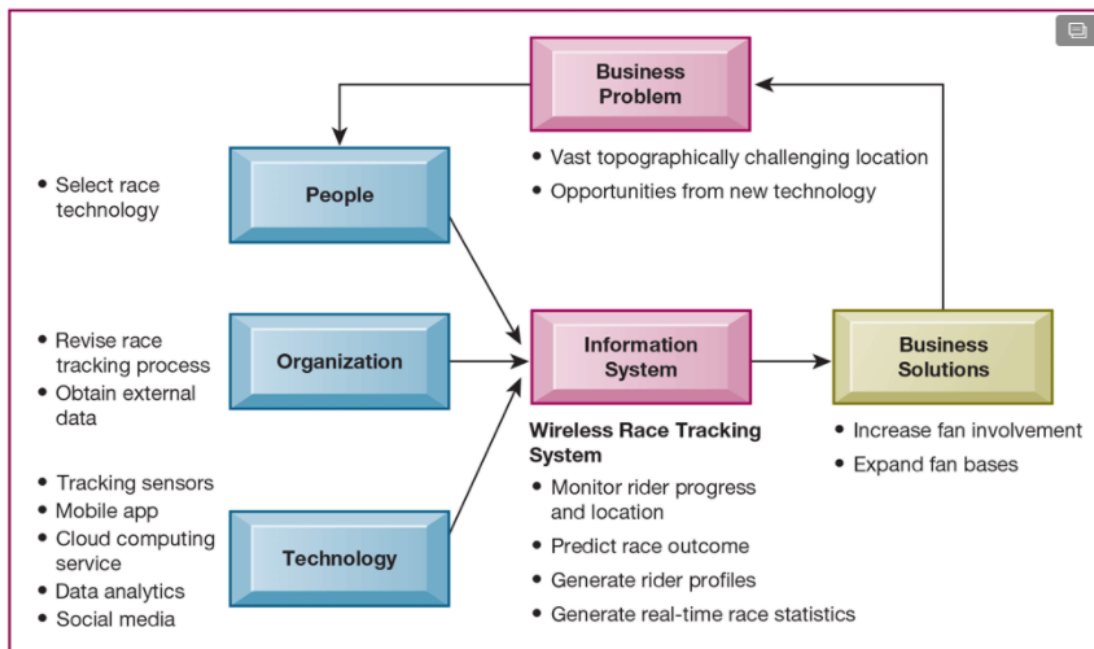 Business
Problem
• Vast topographically challenging location
• Opportunities from new technology
• Select race
technology
People
• Revise race
tracking process
• Obtain external
data
Organization
Information
System
Business
Solutions
Wireless Race Tracking
System
• Monitor rider progress
and location
• Predict race outcome
• Generate rider profiles
• Generate real-time race statistics
• Increase fan involvement
• Expand fan bases
• Tracking sensors
• Mobile app
• Cloud computing
service
• Data analytics
• Social media
Technology